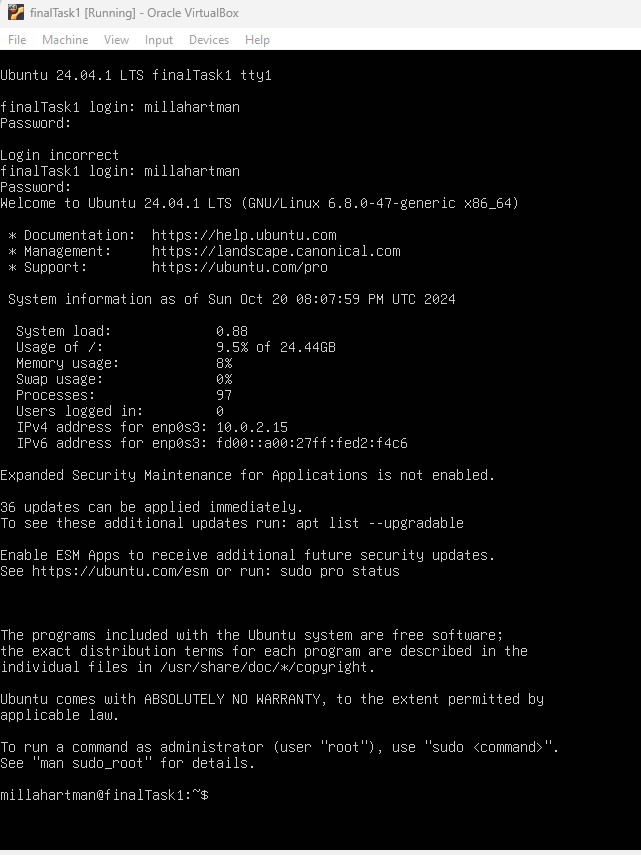 finalTask1 [Running] - Oracle VirtualBox
File Machine View Input Devices Help
Ubuntu 24.04.1 LTS finalTask1 tty1
finalTask1 login: millahartman
Password:
Login incorrect
finalTask1 login: millahartman
Password:
Welcome to Ubuntu 24.04.1 LTS (GNU/Linux 6.8.0-47-generic x86_64)
* Documentation: https://help.ubuntu.com
* Management: https://landscape.canonical.com
* Support: https://ubuntu.com/pro
System information as of Sun Oct 20 08:07:59 PM UTC 2024
System load: 0.88
Usage of /: 9.5% of 24.44GB
Memory usage: 8%
Swap usage: 0%
Processes: 97
Users logged in: 0
IPv4 address for enp0s3: 10.0.2.15
IPv6 address for enp0s3: fd00::a00:27ff:fed2:f4c6
Expanded Security Maintenance for Applications is not enabled.
36 updates can be applied immediately.
To see these additional updates run: apt list --upgradable
Enable ESM Apps to receive additional future security updates.
See https://ubuntu.com/esm or run: sudo pro status
The programs included with the Ubuntu system are free software;
the exact distribution terms for each program are described in the
individual files in /usr/share/doc/*/copyright.
Ubuntu comes with ABSOLUTELY NO WARRANTY, to the extent permitted by
applicable law.
To run a command as administrator (user "root"), use "sudo <command>".
See "man sudo_root" for details.
millahartman@finalTask1:~$